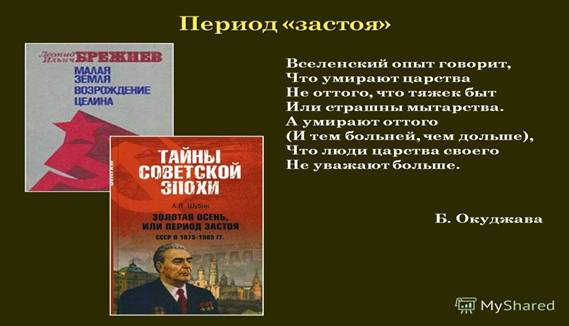 Период «застоя»
Леонид
Ильич
БРЕЖНЕВ
МАЛАЯ
ЗЕМЛЯ
ВОЗРОЖДЕНИЕ
ЦЕЛИНА
ТАЙНЫ
СОВЕТСКОЙ
ЭПОХИ
А.В. Шубин
ЗОЛОТАЯ ОСЕНЬ,
ИЛИ ПЕРИОД ЗАСТОЯ
СССР В 1975-1985 ГГ.
Вселенский опыт говорит,
Что умирают царства
Не оттого, что тяжек быт
Или страшны мытарства.
А умирают оттого
(И тем больней, чем дольше),
Что люди царства своего
Не уважают больше.
Б. Окуджава
MyShared